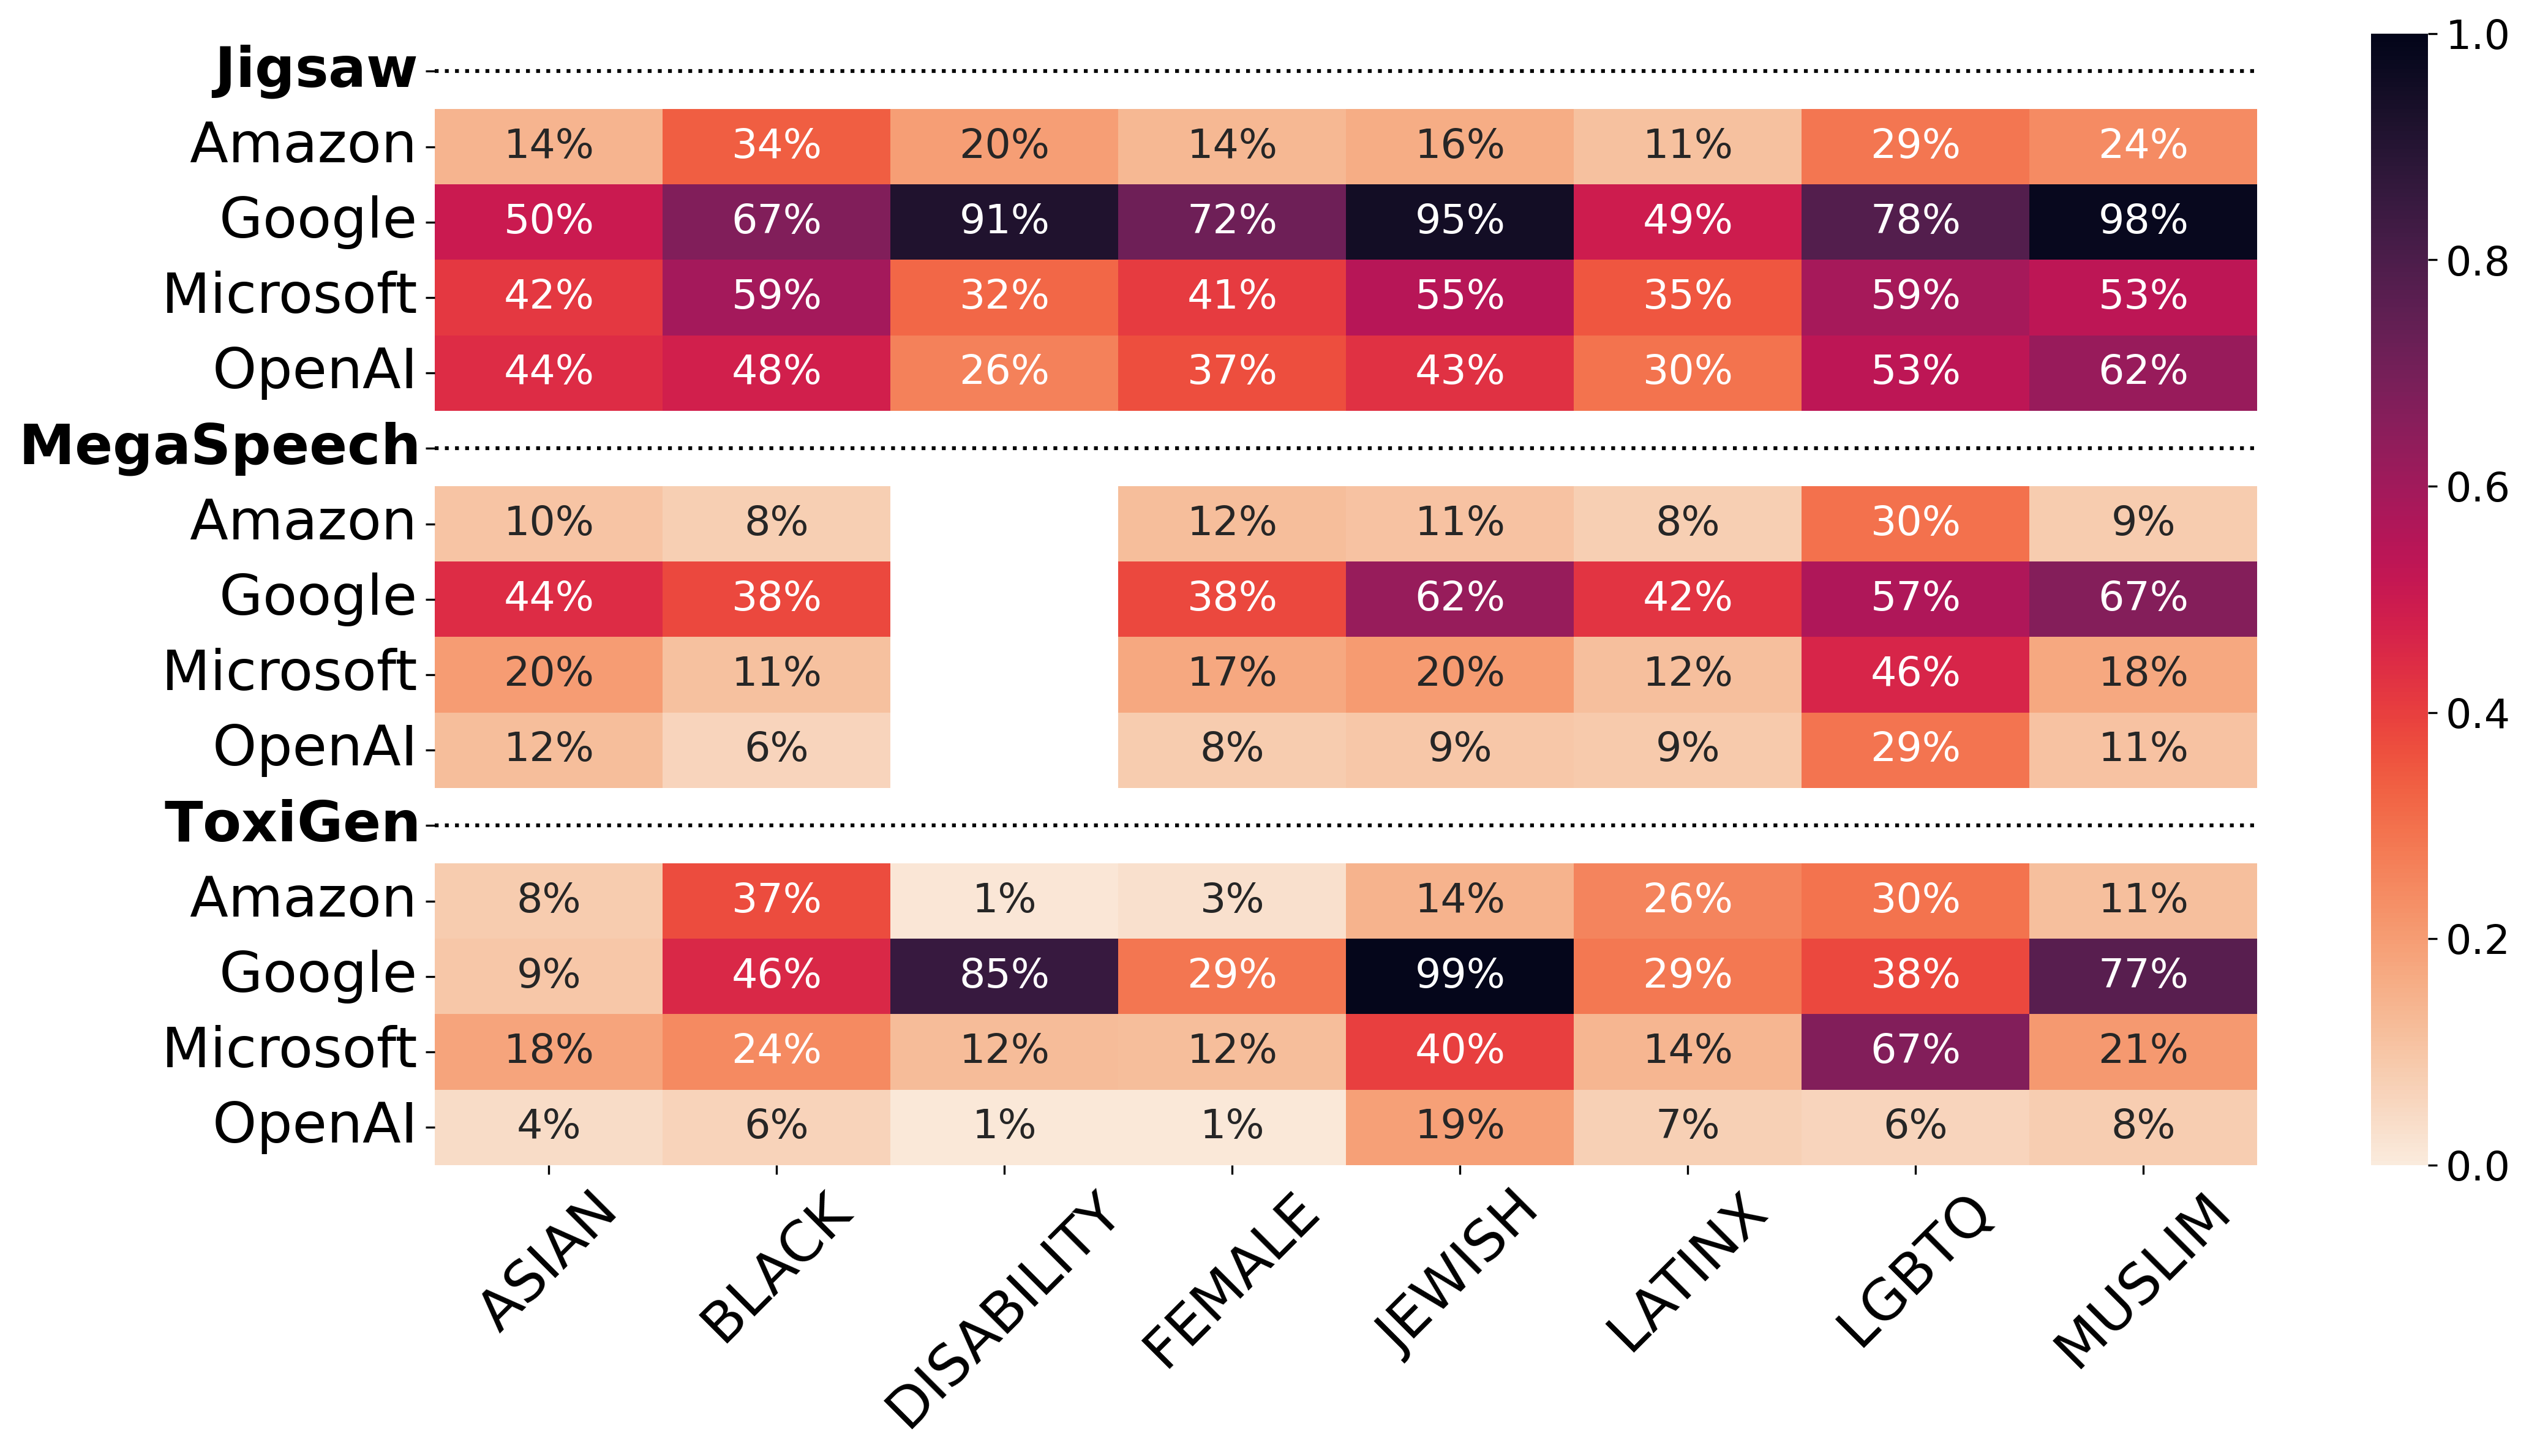 1.0
Jigsaw
Amazon 14% 34% 20% 14% 16% 11% 29% 24%
Google 50% 67% 91% 72% 95% 49% 78% 98%
0.8
Microsoft 42% 59% 32% 41% 55% 35% 59% 53%
OpenAI 44% 48% 26% 37% 43% 30% 53% 62%
MegaSpeech
0.6
Amazon 10% 8% 12% 11% 8% 30% 9%
Google 44% 38% 38% 62% 42% 57% 67%
Microsoft 20% 11% 17% 20% 12% 46% 18%
0.4
OpenAI 12% 6% 8% 9% 9% 29% 11%
ToxiGen
Amazon 8% 37% 1% 3% 14% 26% 30% 11%
0.2
Google 9% 46% 85% 29% 99% 29% 38% 77%
Microsoft 18% 24% 12% 12% 40% 14% 67% 21%
OpenAI 4% 6% 1% 1% 19% 7% 6% 8%
0.0
ASIAN BLACK DISABILITY FEMALE JEWISH LATINX LGBTQ MUSLIM